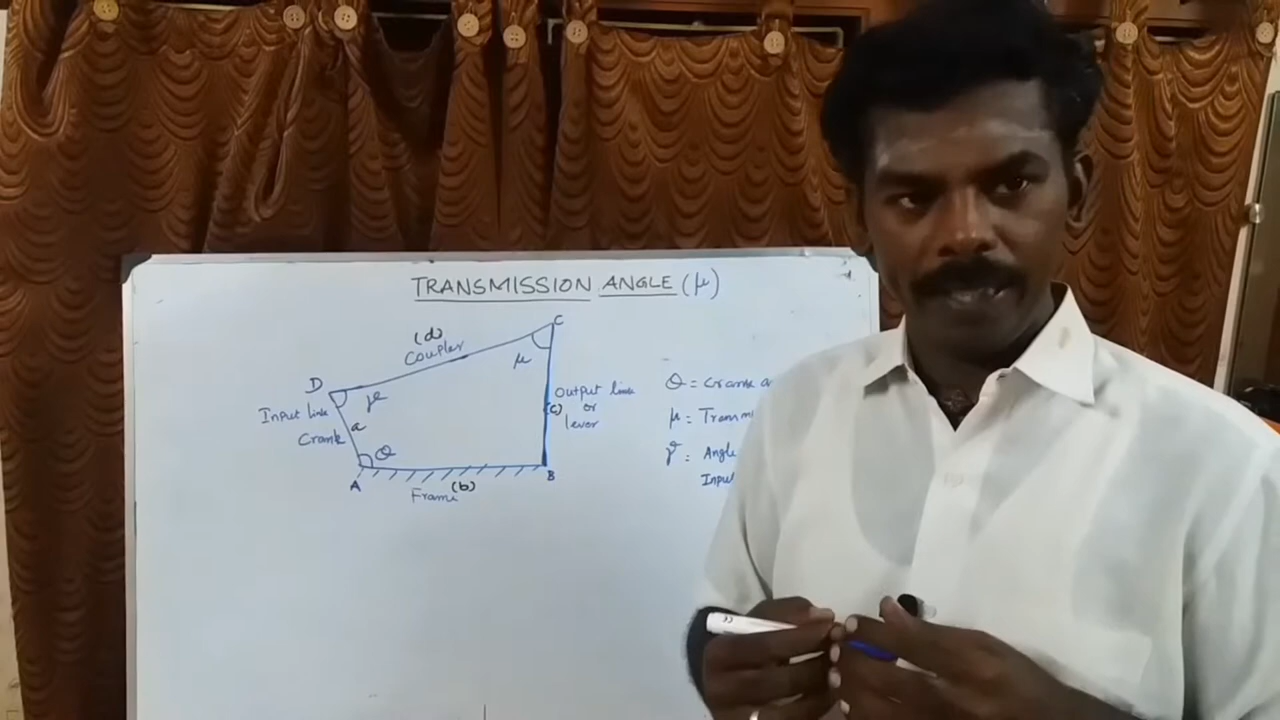 TRANSMISSION ANGLE (μ)
C
(d)
Coupler
μ
D
γ
Input link
Crank
a
θ
Output link
(c) or
lever
A
B
Frame (b)
θ = Crank a
μ = Transmi
γ = Angle
Input